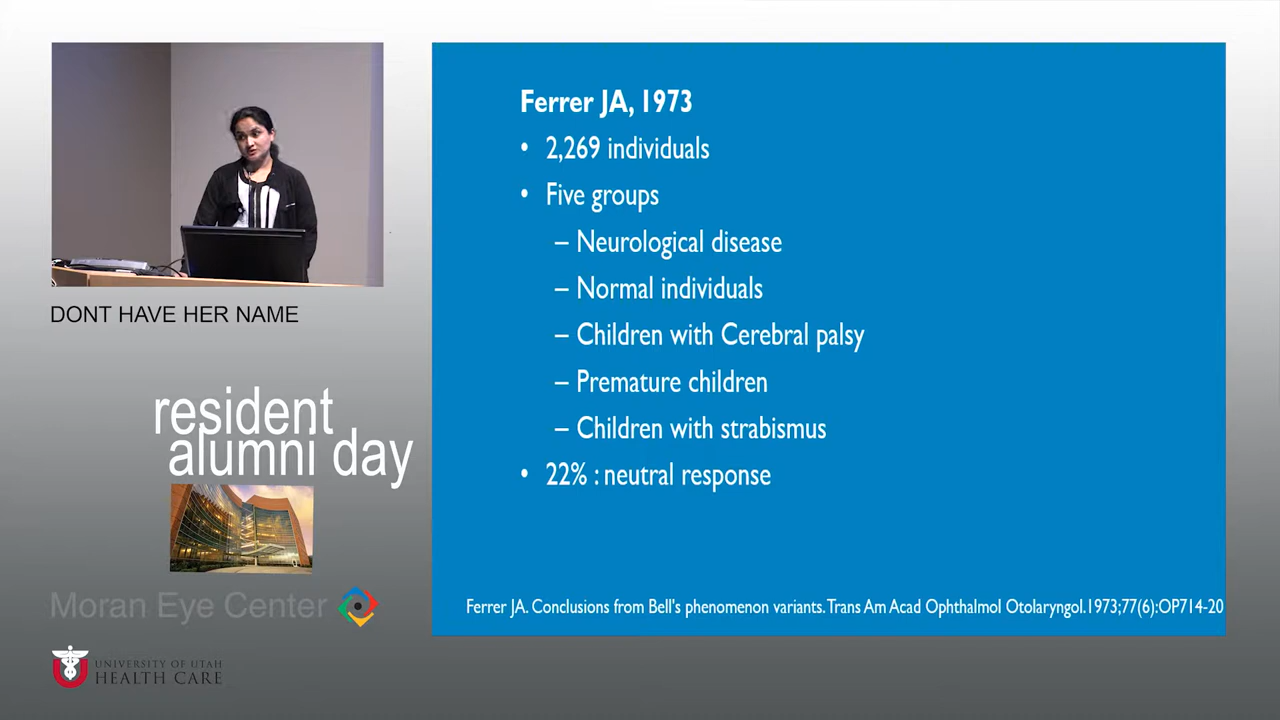 Ferrer JA, 1973
• 2,269 individuals
• Five groups
– Neurological disease
– Normal individuals
– Children with Cerebral palsy
– Premature children
– Children with strabismus
• 22% : neutral response
Ferrer JA. Conclusions from Bell's phenomenon variants. Trans Am Acad Ophthalmol Otolaryngol.1973;77(6):OP714-20
DONT HAVE HER NAME
resident
alumni day
Moran Eye Center
UNIVERSITY OF UTAH
HEALTH CARE